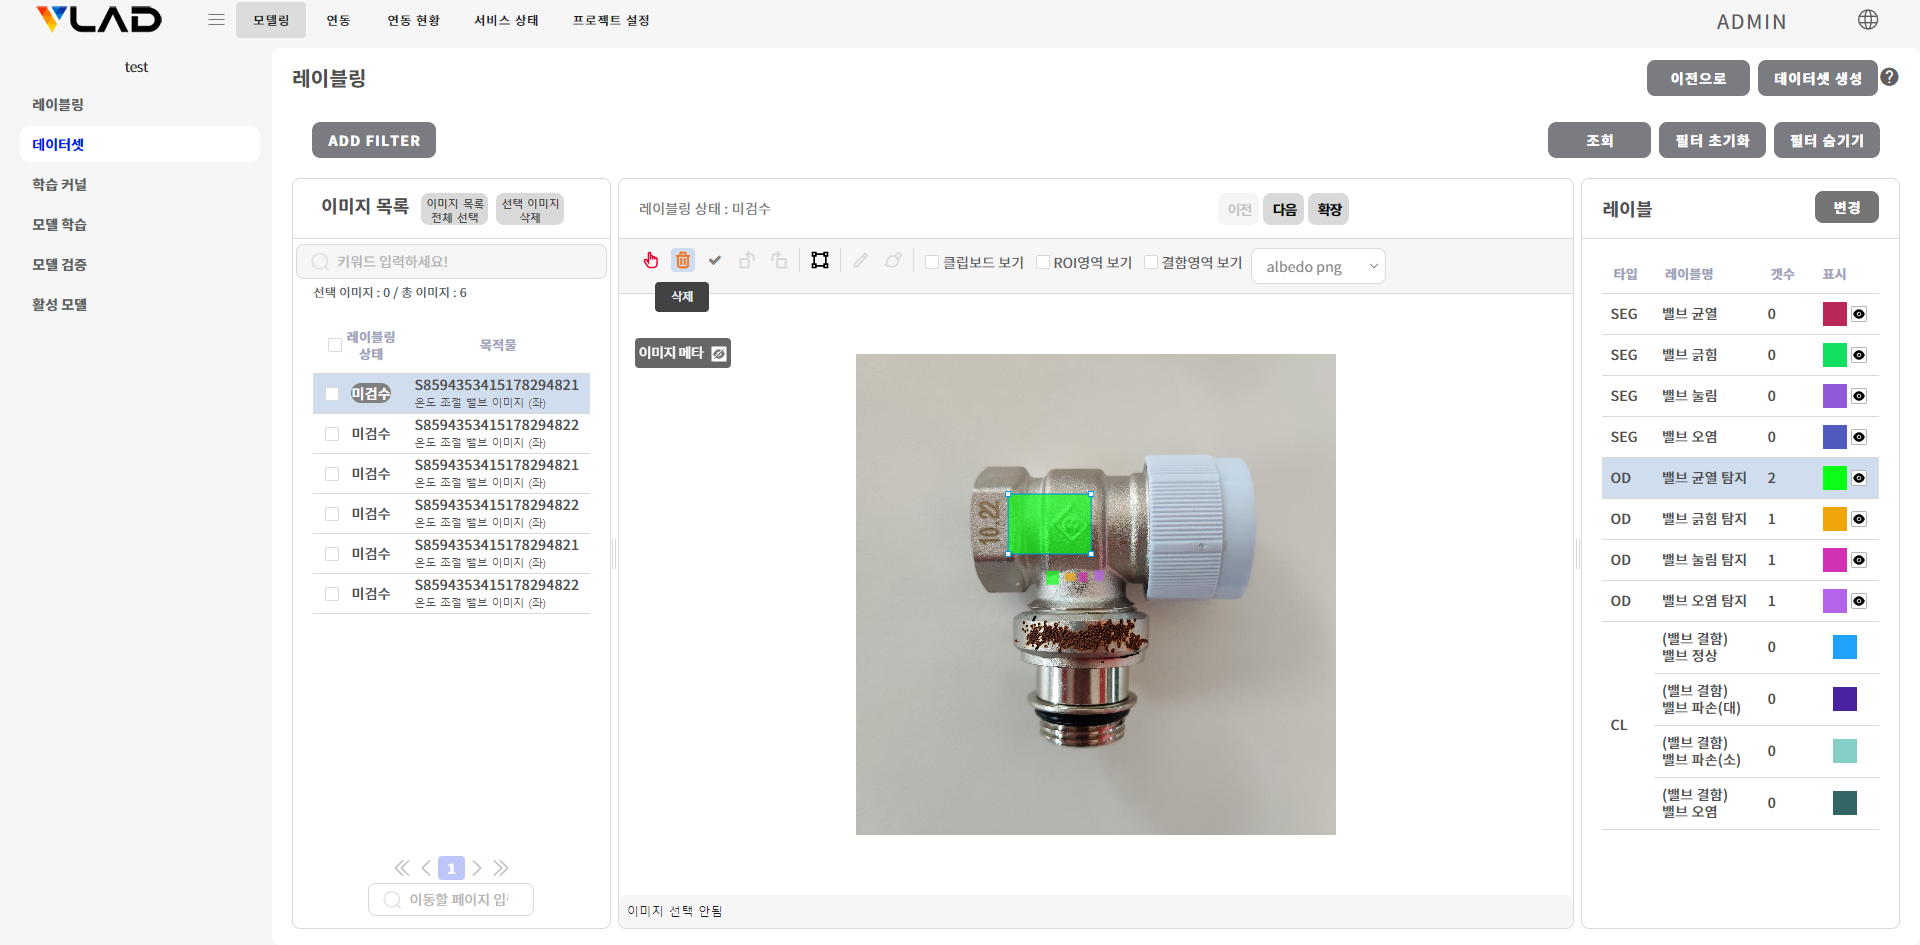 VLAD
모델링
연동
연동 현황
서비스 상태
프로젝트 설정
ADMIN
test
레이블링
데이터셋
학습 커널
모델 학습
모델 검증
활성 모델
레이블링
이전으로
데이터셋 생성
?
ADD FILTER
조회
필터 초기화
필터 숨기기
이미지 목록
이미지 목록
전체 선택
선택 이미지
삭제
키워드 입력하세요!
선택 이미지 : 0 / 총 이미지 : 6
레이블링
상태
목적물
미검수
S8594353415178294821
온도 조절 밸브 이미지 (좌)
미검수
S8594353415178294822
온도 조절 밸브 이미지 (좌)
미검수
S8594353415178294821
온도 조절 밸브 이미지 (좌)
미검수
S8594353415178294822
온도 조절 밸브 이미지 (좌)
미검수
S8594353415178294821
온도 조절 밸브 이미지 (좌)
미검수
S8594353415178294822
온도 조절 밸브 이미지 (좌)
1
이동할 페이지 입
레이블링 상태 : 미검수
이전
다음
확장
클립보드 보기
ROI영역 보기
결함영역 보기
albedo png
삭제
이미지 메타
10.22
이미지 선택 안됨
레이블
변경
타입 레이블명 갯수 표시
SEG 밸브 균열 0
SEG 밸브 긁힘 0
SEG 밸브 눌림 0
SEG 밸브 오염 0
OD 밸브 균열 탐지 2
OD 밸브 긁힘 탐지 1
OD 밸브 눌림 탐지 1
OD 밸브 오염 탐지 1
CL
(밸브 결함)
밸브 정상 0
(밸브 결함)
밸브 파손(대) 0
(밸브 결함)
밸브 파손(소) 0
(밸브 결함)
밸브 오염 0